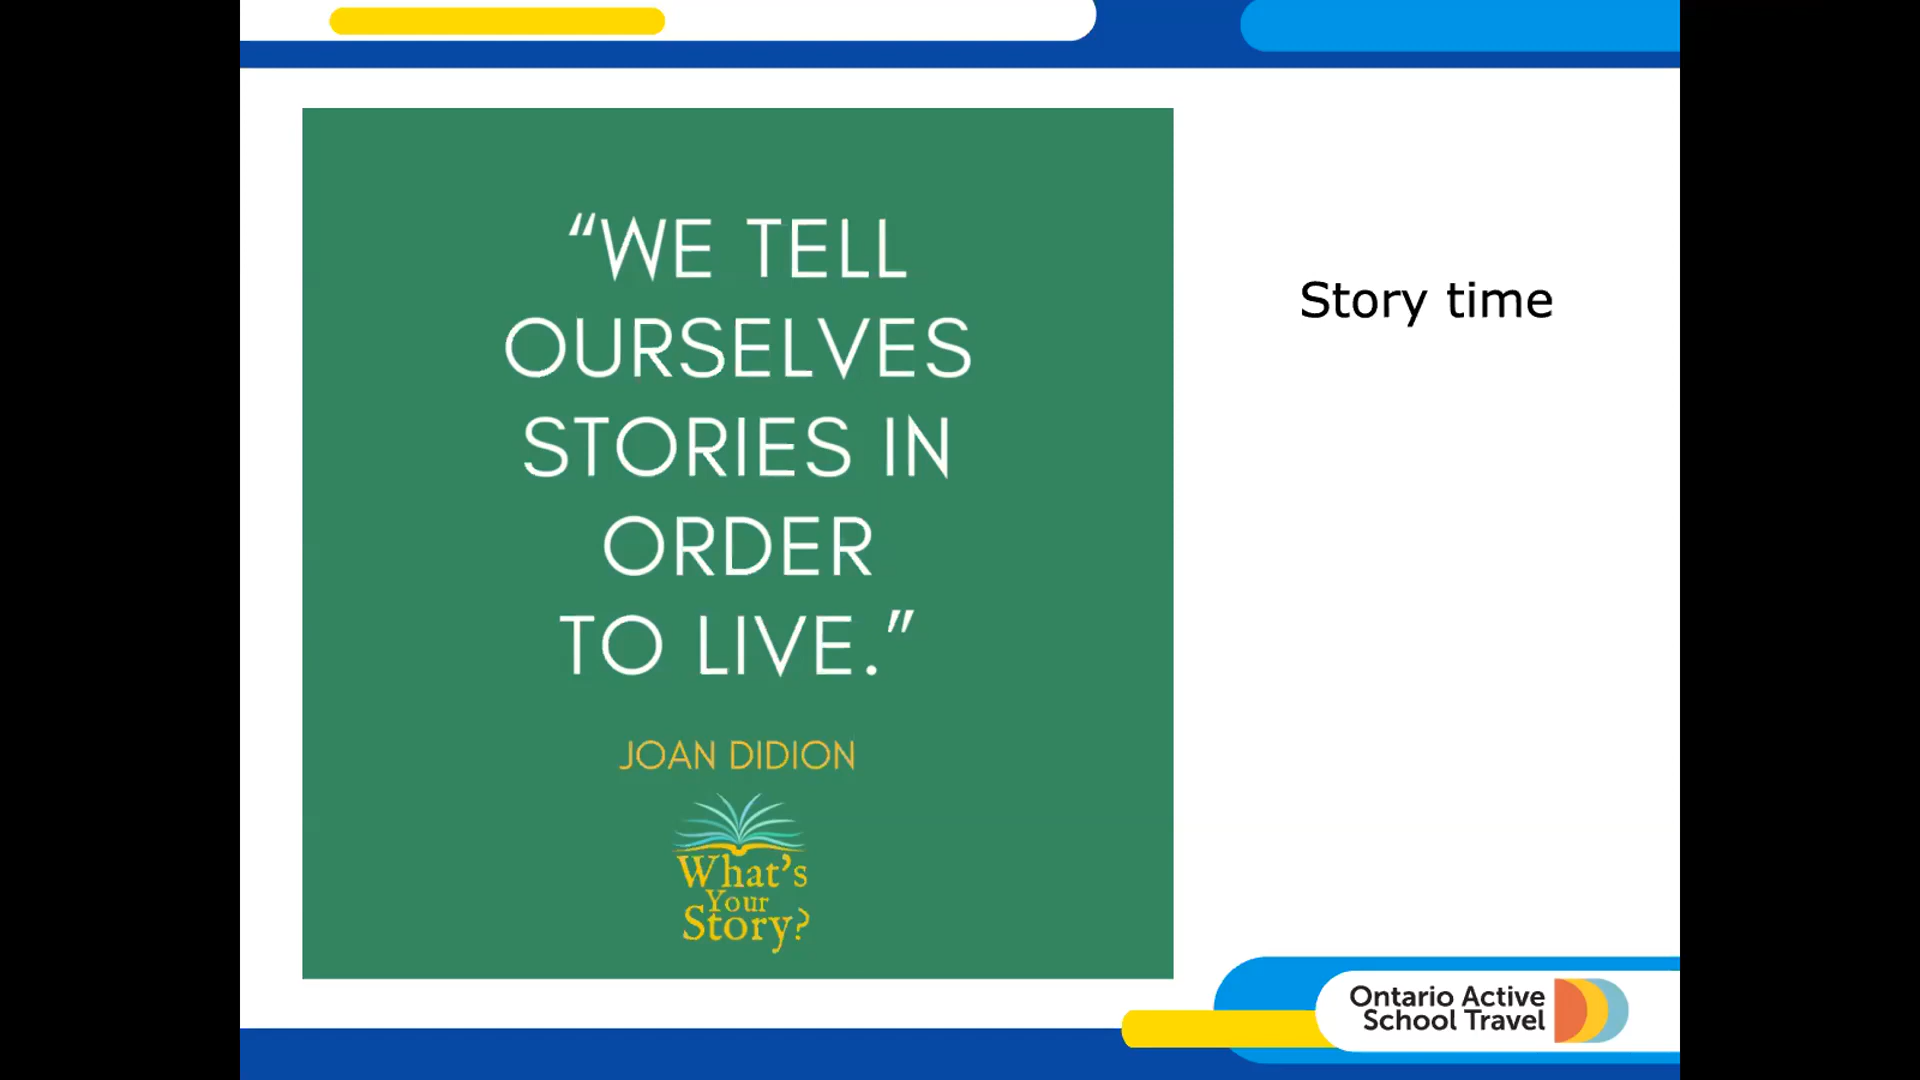 “WE TELL
OURSELVES
STORIES IN
ORDER
TO LIVE.”
JOAN DIDION
What's
Your
Story?
Story time
Ontario Active
School Travel